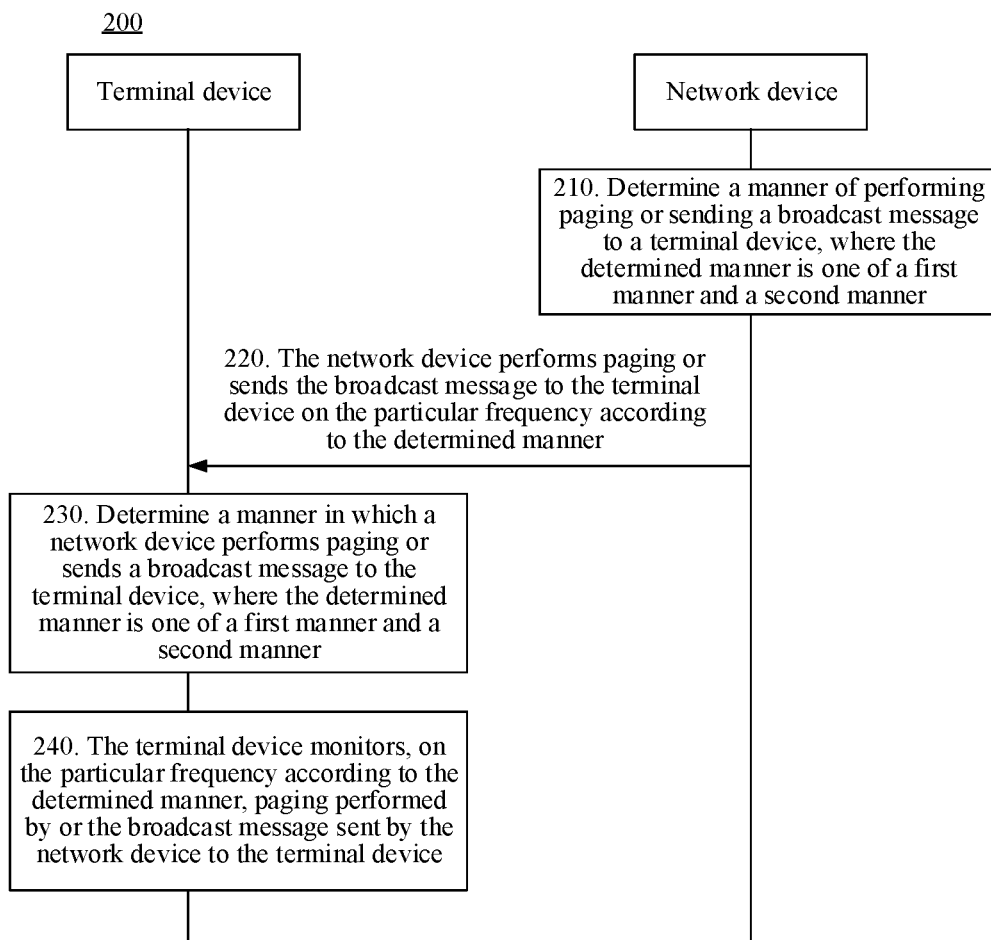 200
Terminal device
Network device
210. Determine a manner of performing
paging or sending a broadcast message
to a terminal device, where the
determined manner is one of a first
manner and a second manner
220. The network device performs paging or
sends the broadcast message to the terminal
device on the particular frequency according
to the determined manner
230. Determine a manner in which a
network device performs paging or
sends a broadcast message to the
terminal device, where the determined
manner is one of a first manner and a
second manner
240. The terminal device monitors, on
the particular frequency according to the
determined manner, paging performed
by or the broadcast message sent by the
network device to the terminal device